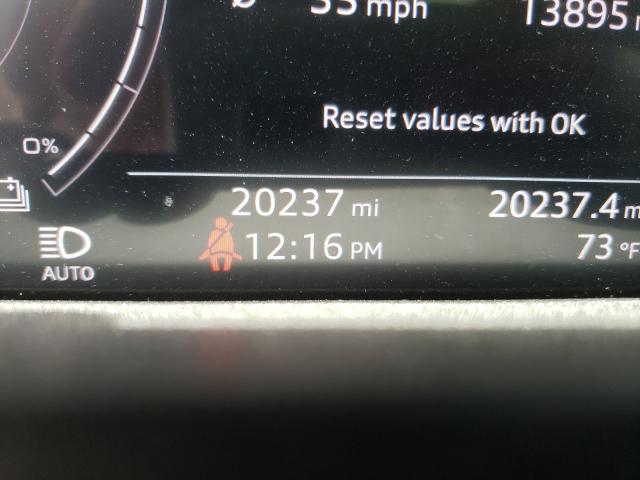 mph
13895
Reset values with OK
0%
20237 mi
20237.4
AUTO
12:16 PM
73 °F